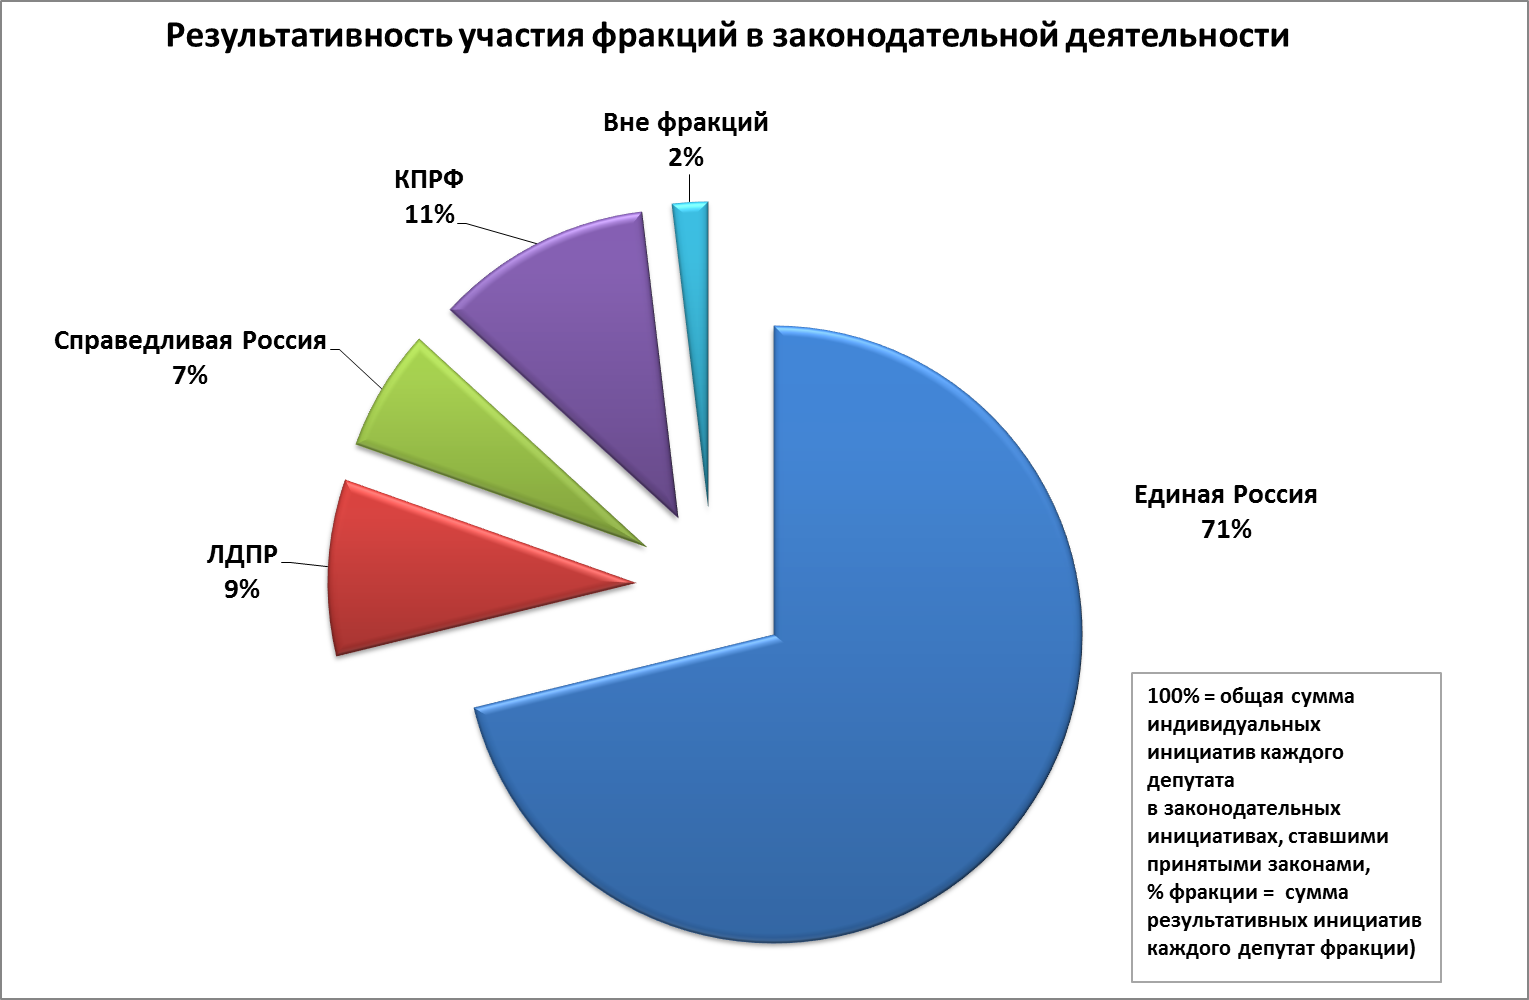 Результативность участия фракций в законодательной деятельности
Вне фракций
2%
КПРФ
11%
Справедливая Россия
7%
ЛДПР
9%
Единая Россия
71%
100% = общая сумма
индивидуальных
инициатив каждого
депутата
в законодательных
инициативах, ставшими
принятыми законами,
% фракции = сумма
результативных инициатив
каждого депутат фракции)